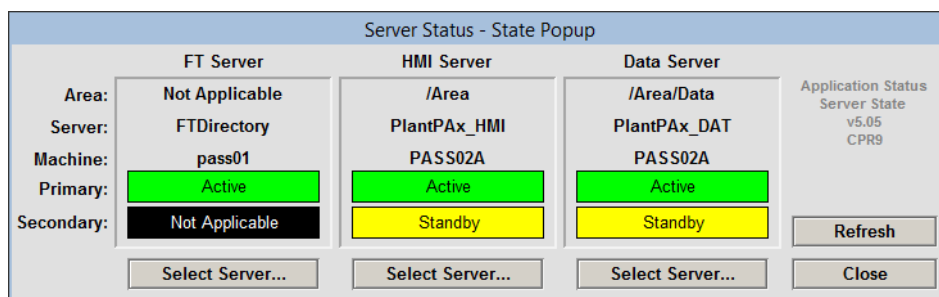 Server Status - State Popup
FT Server HMI Server Data Server
Area: Not Applicable /Area /Area/Data
Server: FTDirectory PlantPAx_HMI PlantPAx_DAT
Machine: pass01 PASS02A PASS02A
Primary: Active Active Active
Secondary: Not Applicable Standby Standby
Select Server... Select Server... Select Server...
Application Status
Server State
v5.05
CPR9
Refresh
Close